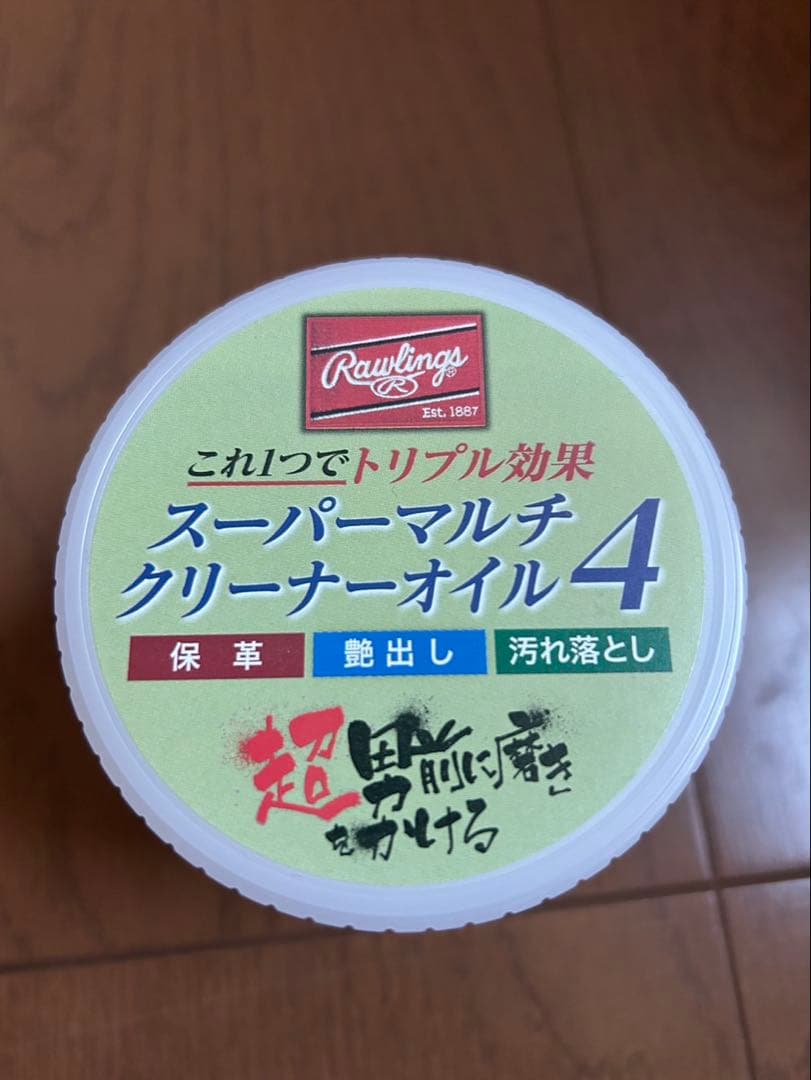 Rawlings®
R
Est. 1887
これ1つでトリプル効果
スーパーマルチ
クリーナーオイル4
保革 艶出し 汚れ落とし
超男前に磨き
をかける